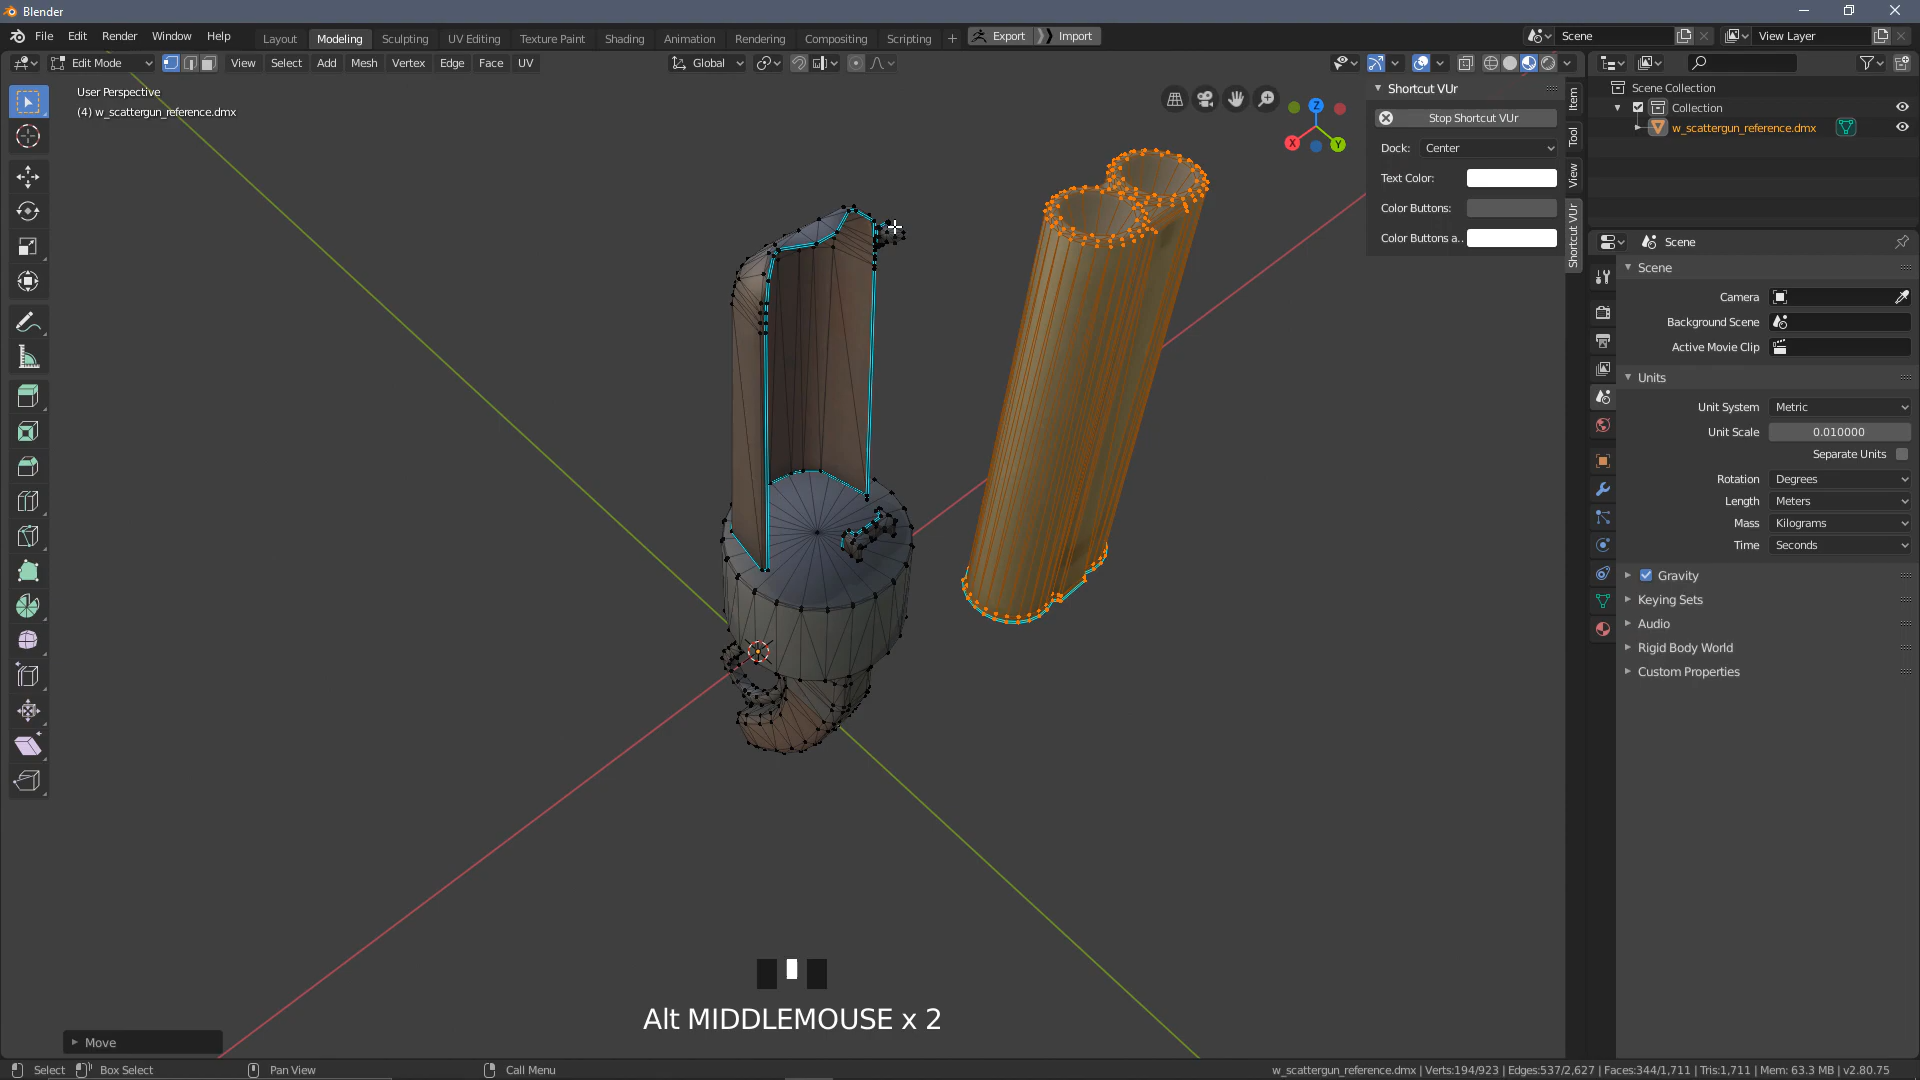 Blender
File Edit Render Window Help
Layout Modeling Sculpting UV Editing Texture Paint Shading Animation Rendering Compositing Scripting + Export Import
Scene View Layer
Edit Mode View Select Add Mesh Vertex Edge Face UV Global
User Perspective
(4) w_scattergun_reference.dmx
Z
X Y
Shortcut VUr
Stop Shortcut VUr
Dock: Center
Text Color:
Color Buttons:
Color Buttons a..
Item
Tool
View
Shortcut VUr
Scene Collection
Collection
w_scattergun_reference.dmx
Scene
Scene
Camera
Background Scene
Active Movie Clip
Units
Unit System Metric
Unit Scale 0.010000
Separate Units
Rotation Degrees
Length Meters
Mass Kilograms
Time Seconds
Gravity
Keying Sets
Audio
Rigid Body World
Custom Properties
Alt MIDDLEMOUSE x 2
Move
Select Box Select Pan View Call Menu
w_scattergun_reference.dmx | Verts:194/923 | Edges:537/2,627 | Faces:344/1,711 | Tris:1,711 | Mem: 63.3 MB | v2.80.75